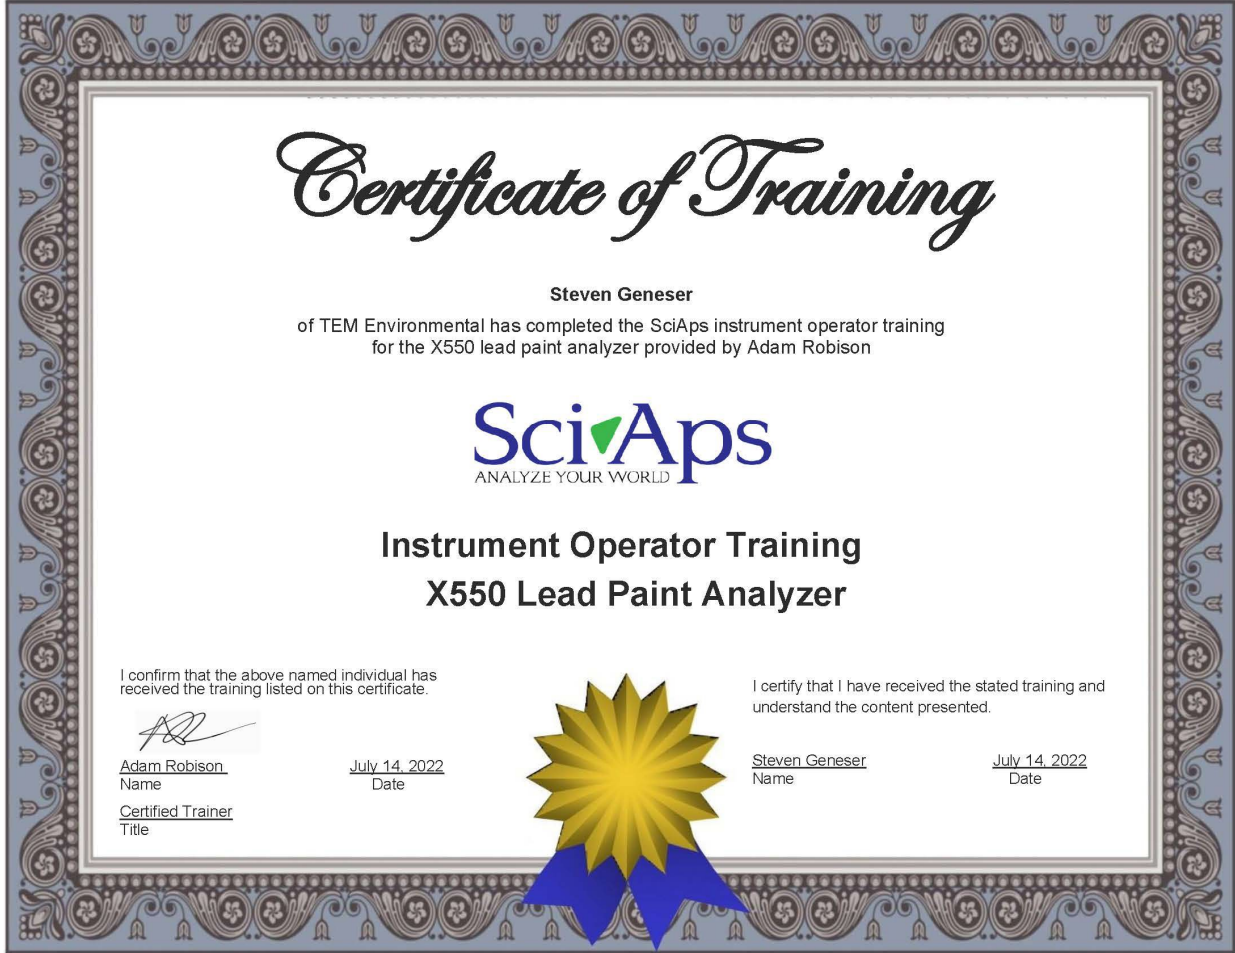 Certificate of Training
Steven Geneser
of TEM Environmental has completed the SciAps instrument operator training
for the X550 lead paint analyzer provided by Adam Robison
SciAps
ANALYZE YOUR WORLD
Instrument Operator Training
X550 Lead Paint Analyzer
I confirm that the above named individual has
received the training listed on this certificate.
Adam Robison
Name
July 14, 2022
Date
Certified Trainer
Title
I certify that I have received the stated training and
understand the content presented.
Steven Geneser
Name
July 14, 2022
Date